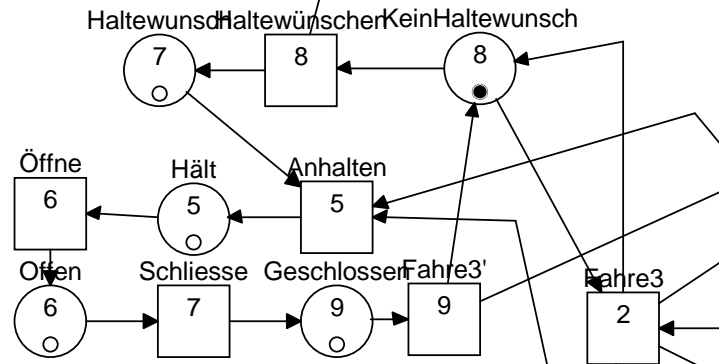 Haltewunsch Haltewünschen KeinHaltewunsch
7 8 8
Öffne Hält Anhalten
6 5 5
Offen Schliesse Geschlossen Fahre3' Fahre3
6 7 9 9 2